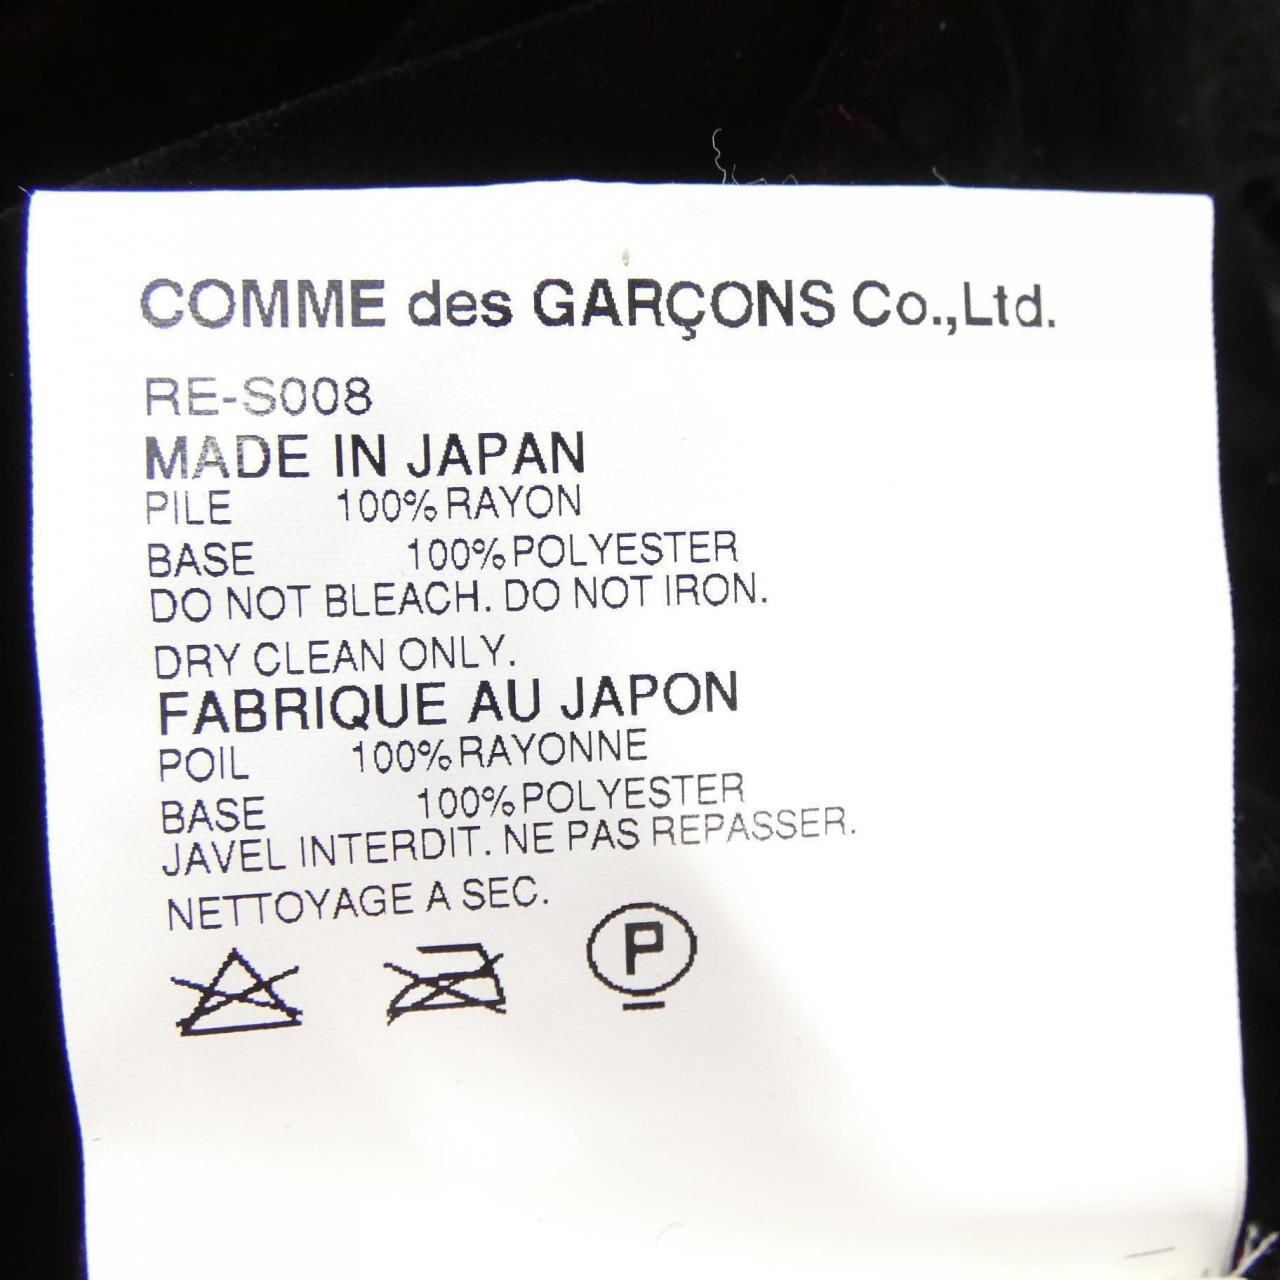 COMME des GARÇONS Co.,Ltd.
RE-S008
MADE IN JAPAN
PILE 100% RAYON
BASE 100% POLYESTER
DO NOT BLEACH. DO NOT IRON.
DRY CLEAN ONLY.
FABRIQUE AU JAPON
POIL 100% RAYONNE
BASE 100% POLYESTER
JAVEL INTERDIT. NE PAS REPASSER.
NETTOYAGE A SEC.
P